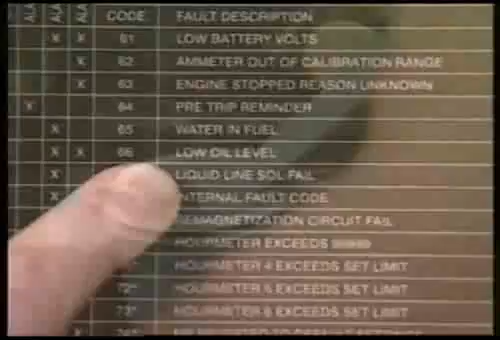 CODE FAULT DESCRIPTION
X X 61 LOW BATTERY VOLTS
X 62 AMMETER OUT OF CALIBRATION RANGE
X 63 ENGINE STOPPED REASON UNKNOWN
X 64 PRE TRIP REMINDER
X 65 WATER IN FUEL
X X 66 LOW OIL LEVEL
X LIQUID LINE SOL FAIL
X INTERNAL FAULT CODE
DEMAGNETIZATION CIRCUIT FAIL
HOURMETER EXCEEDS
HOURMETER 4 EXCEEDS SET LIMIT
72* HOURMETER 5 EXCEEDS SET LIMIT
73* HOURMETER 6 EXCEEDS SET LIMIT
X 74*